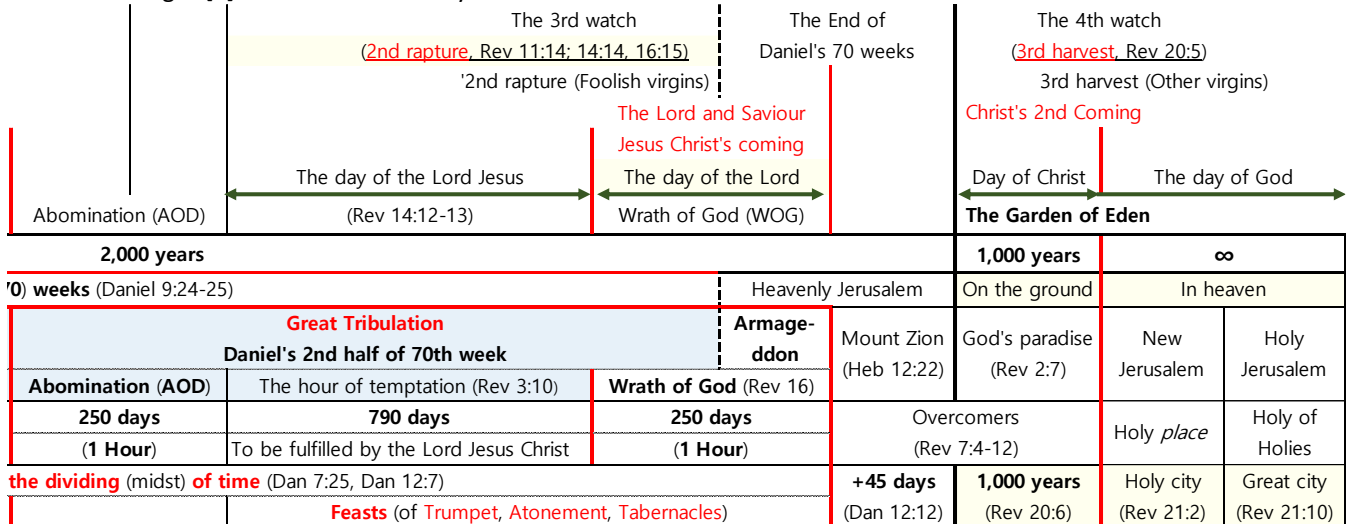 The 3rd watch
The End of
The 4th watch
(2nd rapture, Rev 11:14; 14:14, 16:15)
Daniel's 70 weeks
(3rd harvest, Rev 20:5)
'2nd rapture (Foolish virgins)
3rd harvest (Other virgins)
The Lord and Saviour
Christ's 2nd Coming
Jesus Christ's coming
The day of the Lord Jesus
The day of the Lord
Day of Christ
The day of God
Abomination (AOD)
(Rev 14:12-13)
Wrath of God (WOG)
The Garden of Eden
2,000 years
1,000 years
∞
0) weeks (Daniel 9:24-25)
Heavenly Jerusalem
On the ground
In heaven
Great Tribulation
Daniel's 2nd half of 70th week
Armage-
ddon
Mount Zion
(Heb 12:22)
God's paradise
(Rev 2:7)
New
Jerusalem
Holy
Jerusalem
Abomination (AOD)
The hour of temptation (Rev 3:10)
Wrath of God (Rev 16)
250 days
790 days
250 days
Overcomers
(Rev 7:4-12)
Holy place
Holy of
Holies
(1 Hour)
To be fulfilled by the Lord Jesus Christ
(1 Hour)
the dividing (midst) of time (Dan 7:25, Dan 12:7)
+45 days
(Dan 12:12)
1,000 years
(Rev 20:6)
Holy city
(Rev 21:2)
Great city
(Rev 21:10)
Feasts (of Trumpet, Atonement, Tabernacles)